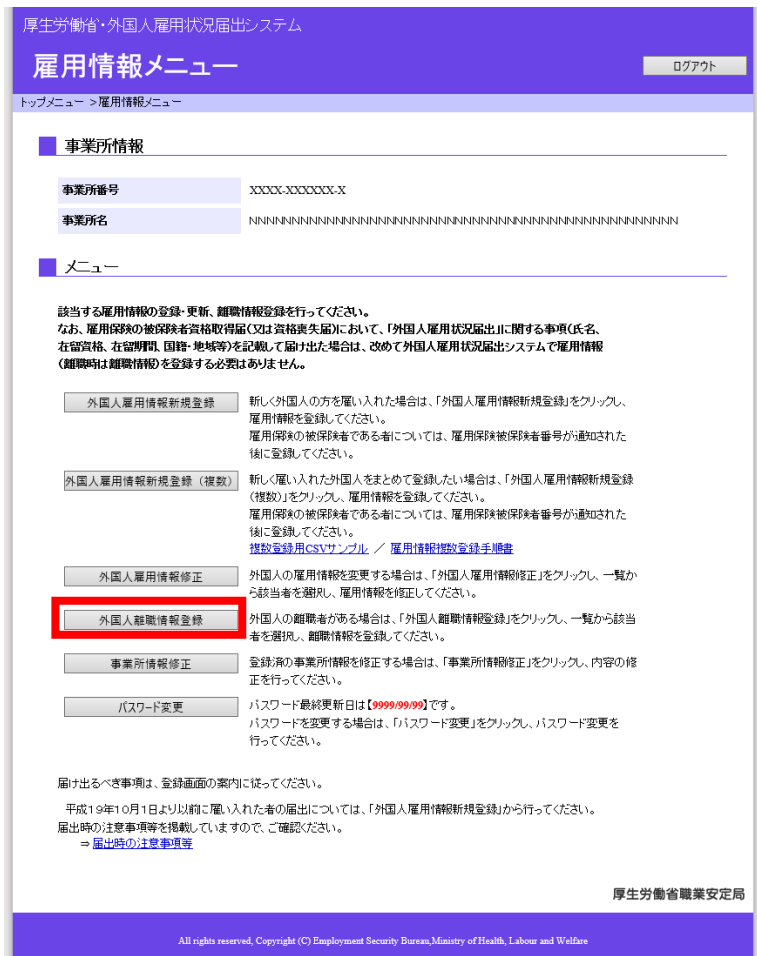 厚生労働省・外国人雇用状況届出システム
雇用情報メニュー
ログアウト
トップメニュー >雇用情報メニュー
事業所情報
事業所番号 XXXX-XXXXXX-X
事業所名 NNNNNNNNNNNNNNNNNNNNNNNNNNNNNNNNNNNNNNNNNNNNNNNNNN
メニュー
該当する雇用情報の登録・更新、離職情報登録を行ってください。
なお、雇用保険の被保険者資格取得届(又は資格喪失届)において、「外国人雇用状況届出」に関する事項(氏名、
在留資格、在留期間、国籍・地域等)を記載して届け出た場合は、改めて外国人雇用状況届出システムで雇用情報
(離職時は離職情報)を登録する必要はありません。
外国人雇用情報新規登録 新しく外国人の方を雇い入れた場合は、「外国人雇用情報新規登録」をクリックし、
雇用情報を登録してください。
雇用保険の被保険者である者については、雇用保険被保険者番号が通知された
後に登録してください。
外国人雇用情報新規登録(複数) 新しく雇い入れた外国人をまとめて登録したい場合は、「外国人雇用情報新規登録
(複数)」をクリックし、雇用情報を登録してください。
雇用保険の被保険者である者については、雇用保険被保険者番号が通知された
後に登録してください。
複数登録用CSVサンプル / 雇用情報複数登録手順書
外国人雇用情報修正 外国人の雇用情報を変更する場合は、「外国人雇用情報修正」をクリックし、一覧か
ら該当者を選択し、雇用情報を修正してください。
外国人離職情報登録 外国人の離職者がある場合は、「外国人離職情報登録」をクリックし、一覧から該当
者を選択し、離職情報を登録してください。
事業所情報修正 登録済の事業所情報を修正する場合は、「事業所情報修正」をクリックし、内容の修
正を行ってください。
パスワード変更 パスワード最終更新日は【9999/99/99】です。
パスワードを変更する場合は、「パスワード変更」をクリックし、パスワード変更を
行ってください。
届け出るべき事項は、登録画面の案内に従ってください。
平成19年10月1日より以前に雇い入れた者の届出については、「外国人雇用情報新規登録」から行ってください。
届出時の注意事項等を掲載していますので、ご確認ください。
⇒届出時の注意事項等
厚生労働省職業安定局
All rights reserved, Copyright (C) Employment Security Bureau,Ministry of Health, Labour and Welfare